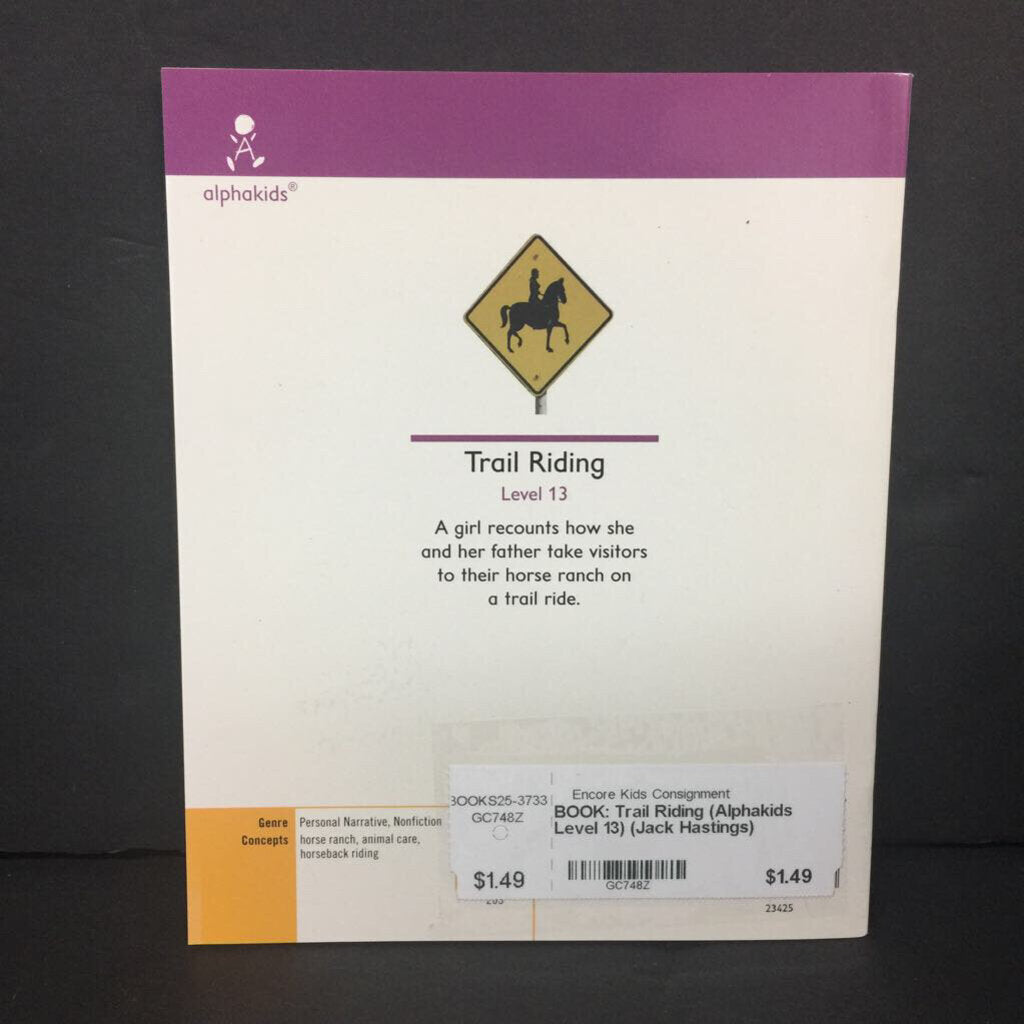 A
alphakids®
Trail Riding
Level 13
A girl recounts how she
and her father take visitors
to their horse ranch on
a trail ride.
Genre Personal Narrative, Nonfiction
Concepts horse ranch, animal care,
horseback riding
BOOKS25-3733
GC748Z
$1.49
Encore Kids Consignment
BOOK: Trail Riding (Alphakids
Level 13) (Jack Hastings)
GC748Z
$1.49
23425